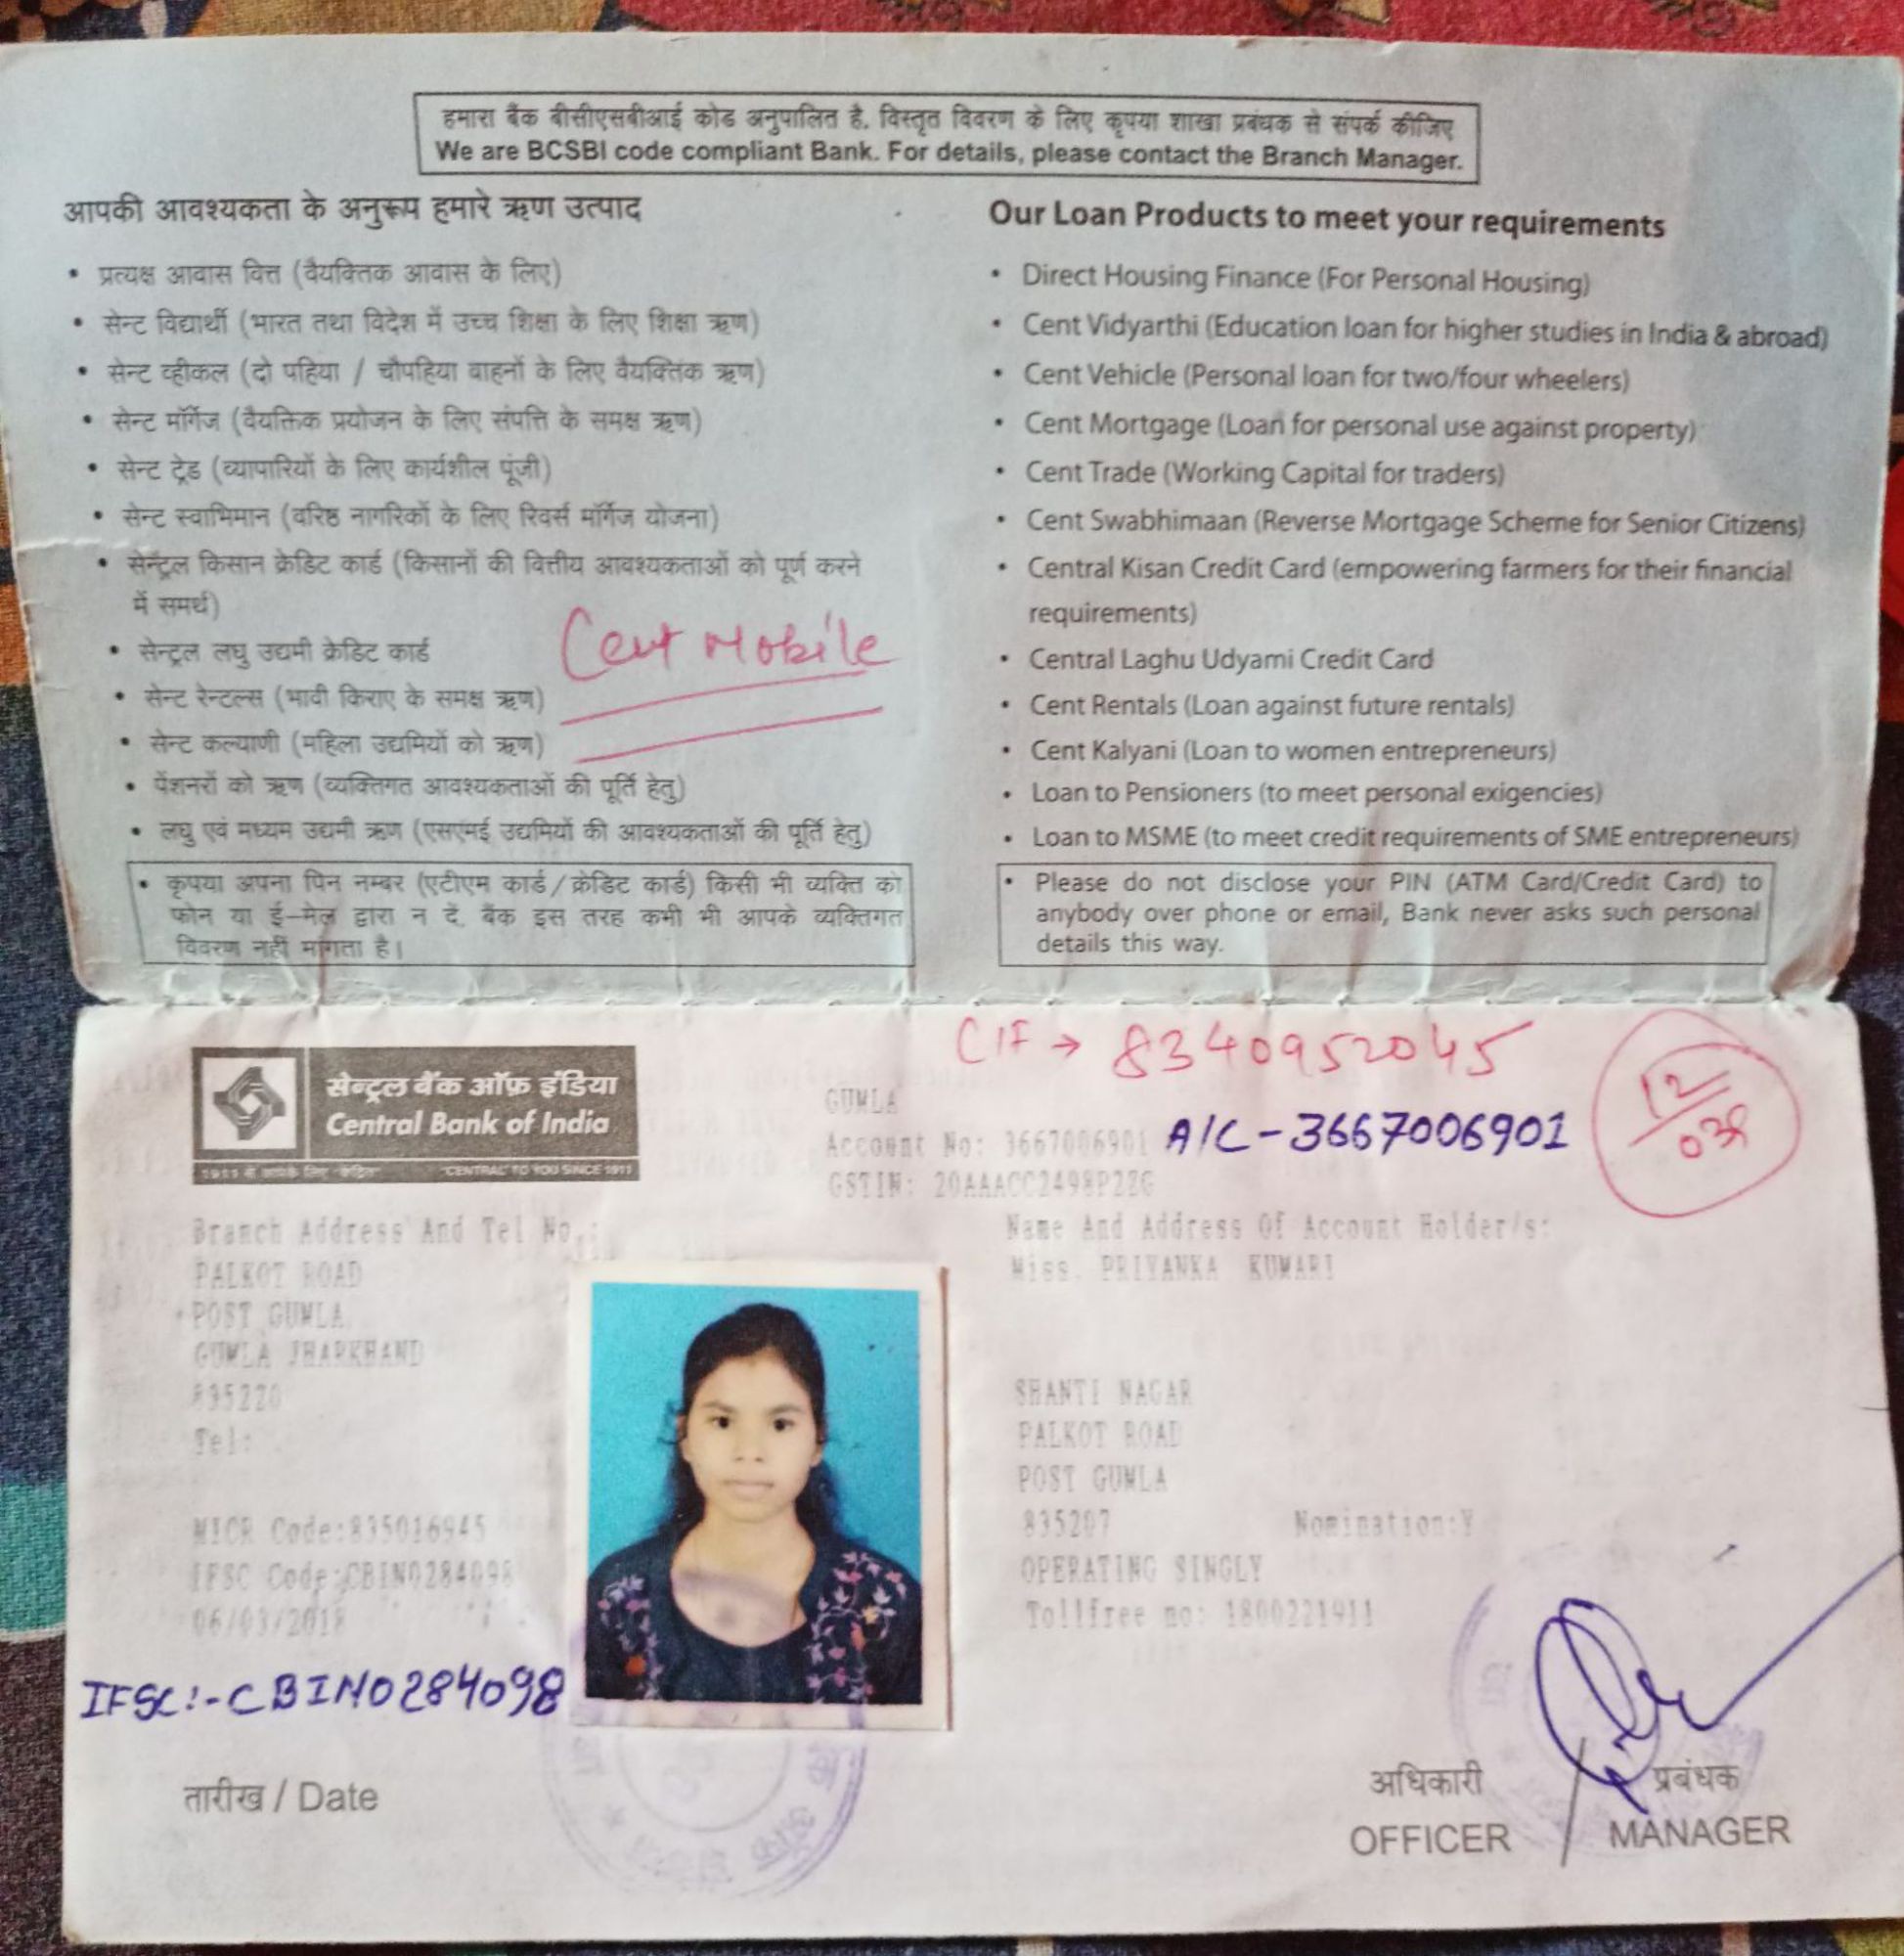 हमारा बैंक बीसीएसबीआई कोड अनुपालित है. विस्तृत विवरण के लिए कृपया शाखा प्रबंधक से संपर्क कीजिए
We are BCSBI code compliant Bank. For details, please contact the Branch Manager.
आपकी आवश्यकता के अनुरूप हमारे ऋण उत्पाद
• प्रत्यक्ष आवास वित्त (वैयक्तिक आवास के लिए)
• सेन्ट विद्यार्थी (भारत तथा विदेश में उच्च शिक्षा के लिए शिक्षा ऋण)
• सेन्ट व्हीकल (दो पहिया / चौपहिया वाहनों के लिए वैयक्तिक ऋण)
• सेन्ट मॉर्गेज (वैयक्तिक प्रयोजन के लिए संपत्ति के समक्ष ऋण)
• सेन्ट ट्रेड (व्यापारियों के लिए कार्यशील पूंजी)
• सेन्ट स्वाभिमान (वरिष्ठ नागरिकों के लिए रिवर्स मॉर्गेज योजना)
• सेन्ट्रल किसान क्रेडिट कार्ड (किसानों की वित्तीय आवश्यकताओं को पूर्ण करने
में समर्थ)
• सेन्ट्रल लघु उद्यमी क्रेडिट कार्ड
• सेन्ट रेन्टल्स (भावी किराए के समक्ष ऋण)
• सेन्ट कल्याणी (महिला उद्यमियों को ऋण)
• पेंशनरों को ऋण (व्यक्तिगत आवश्यकताओं की पूर्ति हेतु)
• लघु एवं मध्यम उद्यमी ऋण (एसएमई उद्यमियों की आवश्यकताओं की पूर्ति हेतु)
• कृपया अपना पिन नम्बर (एटीएम कार्ड/क्रेडिट कार्ड) किसी भी व्यक्ति को
फोन या ई-मेल द्वारा न दें. बैंक इस तरह कभी भी आपके व्यक्तिगत
विवरण नहीं मांगता है।
Cent Mobile
Our Loan Products to meet your requirements
• Direct Housing Finance (For Personal Housing)
• Cent Vidyarthi (Education loan for higher studies in India & abroad)
• Cent Vehicle (Personal loan for two/four wheelers)
• Cent Mortgage (Loan for personal use against property)
• Cent Trade (Working Capital for traders)
• Cent Swabhimaan (Reverse Mortgage Scheme for Senior Citizens)
• Central Kisan Credit Card (empowering farmers for their financial
requirements)
• Central Laghu Udyami Credit Card
• Cent Rentals (Loan against future rentals)
• Cent Kalyani (Loan to women entrepreneurs)
• Loan to Pensioners (to meet personal exigencies)
• Loan to MSME (to meet credit requirements of SME entrepreneurs)
• Please do not disclose your PIN (ATM Card/Credit Card) to
anybody over phone or email, Bank never asks such personal
details this way.
CIF → 8340952045
12/038
सेन्ट्रल बैंक ऑफ़ इंडिया
Central Bank of India
1911 से आपके लिए "केंद्रित" "CENTRAL" TO YOU SINCE 1911
GUMLA
Account No: 3667006901 A/C-3667006901
GSTIN: 20AAACC2498P2ZG
Branch Address And Tel No.:
PALKOT ROAD
POST GUMLA
GUMLA JHARKHAND
835220
Tel:
MICR Code:835016945
IFSC Code:CBIN0284098
06/03/2018
IFSC:-CBIN0284098
तारीख / Date
Name And Address Of Account Holder/s:
Miss. PRIYANKA KUMARI
SHANTI NAGAR
PALKOT ROAD
POST GUMLA
835207 Nomination:Y
OPERATING SINGLY
Tollfree no: 1800221911
अधिकारी / प्रबंधक
OFFICER / MANAGER